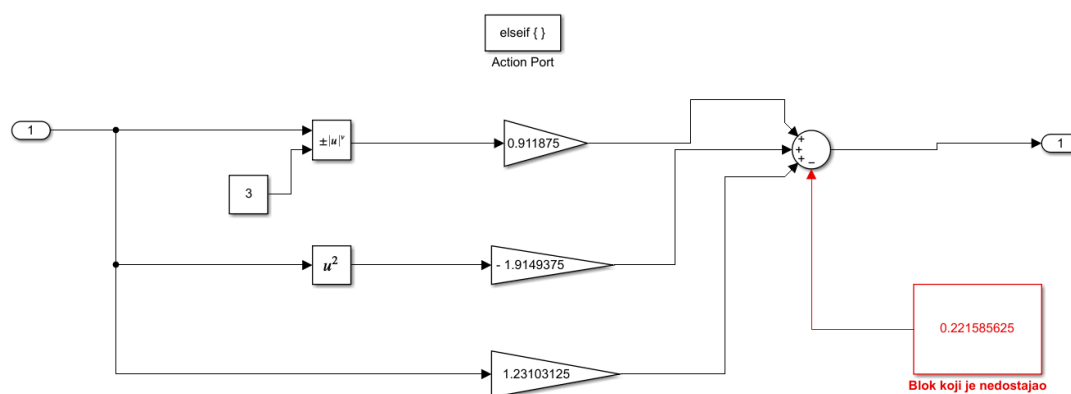 elseif { }
Action Port
1
±|u|^v
0.911875
+
+
+
−
1
3
u²
- 1.9149375
0.221585625
1.23103125
Blok koji je nedostajao